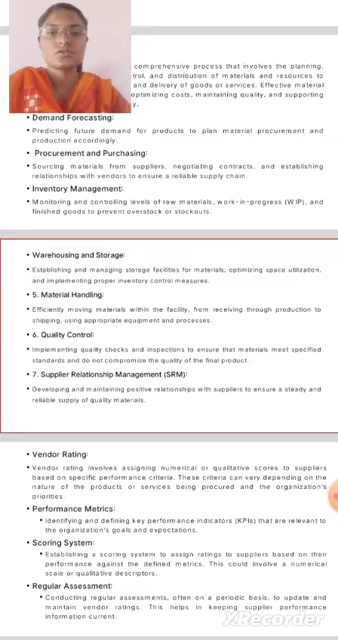 comprehensive process that involves the planning,
trol, and distribution of materials and resources to
and delivery of goods or services. Effective material
optimizing costs, maintaining quality, and supporting
y.
• Demand Forecasting:
• Predicting future demand for products to plan material procurement and
production accordingly.
• Procurement and Purchasing:
• Sourcing materials from suppliers, negotiating contracts, and establishing
relationships with vendors to ensure a reliable supply chain.
• Inventory Management:
• Monitoring and controlling levels of raw materials, work-in-progress (WIP), and
finished goods to prevent overstock or stockouts.
Warehousing and Storage:
• Establishing and managing storage facilities for materials, optimizing space utilization,
and implementing proper inventory control measures.
• 5. Material Handling:
• Efficiently moving materials within the facility, from receiving through production to
shipping, using appropriate equipment and processes.
• 6. Quality Control:
• Implementing quality checks and inspections to ensure that materials meet specified
standards and do not compromise the quality of the final product.
• 7. Supplier Relationship Management (SRM):
• Developing and maintaining positive relationships with suppliers to ensure a steady and
reliable supply of quality materials.
• Vendor Rating:
• Vendor rating involves assigning numerical or qualitative scores to suppliers
based on specific performance criteria. These criteria can vary depending on the
nature of the products or services being procured and the organization's
priorities.
• Performance Metrics:
• Identifying and defining key performance indicators (KPIs) that are relevant to
the organization's goals and expectations.
• Scoring System:
• Establishing a scoring system to assign ratings to suppliers based on their
performance against the defined metrics. This could involve a numerical
scale or qualitative descriptors.
• Regular Assessment:
• Conducting regular assessments, often on a periodic basis, to update and
maintain vendor ratings. This helps in keeping supplier performance
information current.
XRecorder